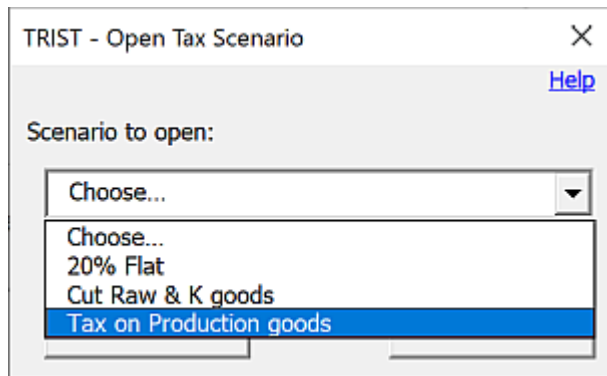 TRIST - Open Tax Scenario
Help
Scenario to open:
Choose...
Choose...
20% Flat
Cut Raw & K goods
Tax on Production goods